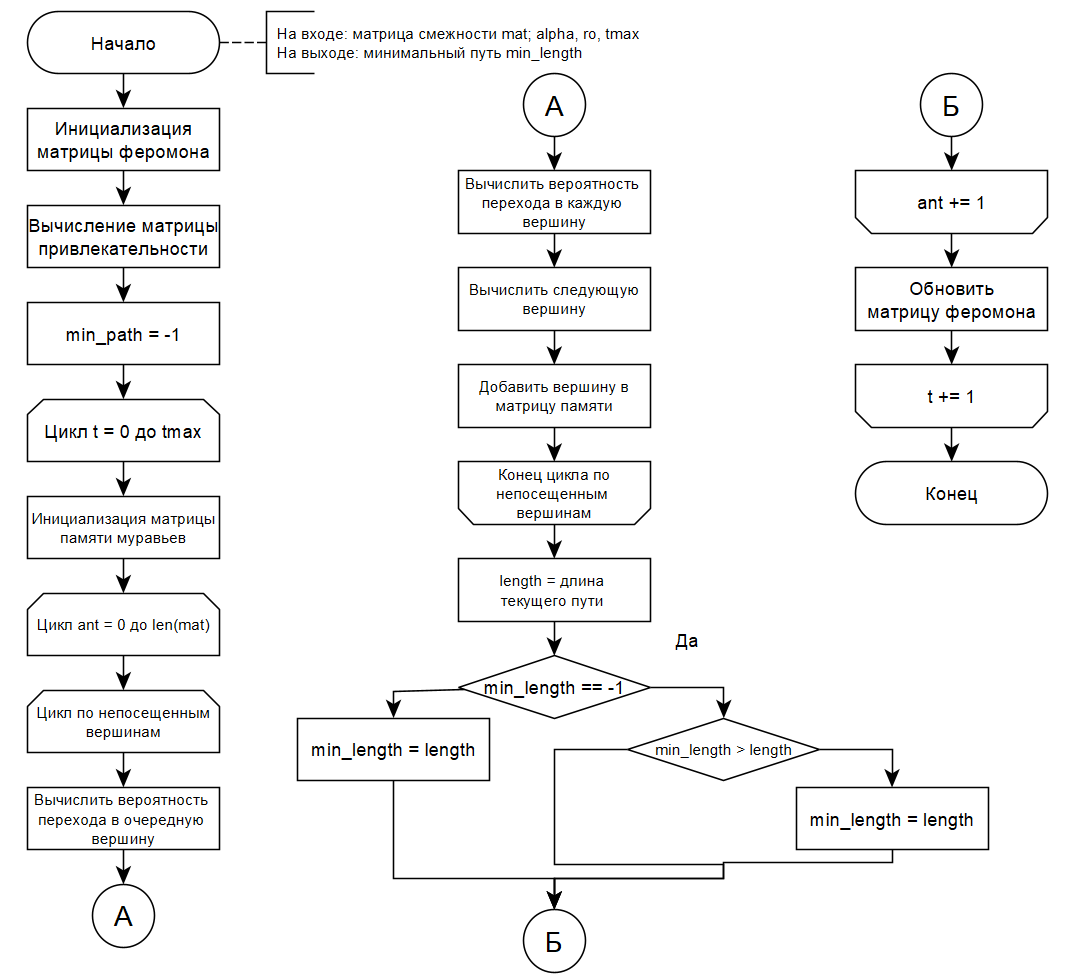 Начало
На входе: матрица смежности mat; alpha, ro, tmax
На выходе: минимальный путь min_length
Инициализация
матрицы феромона
Вычисление матрицы
привлекательности
min_path = -1
Цикл t = 0 до tmax
Инициализация матрицы
памяти муравьев
Цикл ant = 0 до len(mat)
Цикл по непосещенным
вершинам
Вычислить вероятность
перехода в очередную
вершину
А
А
Вычислить вероятность
перехода в каждую
вершину
Вычислить следующую
вершину
Добавить вершину в
матрицу памяти
Конец цикла по
непосещенным
вершинам
length = длина
текущего пути
Да
min_length == -1
min_length = length
min_length > length
min_length = length
Б
Б
ant += 1
Обновить
матрицу феромона
t += 1
Конец